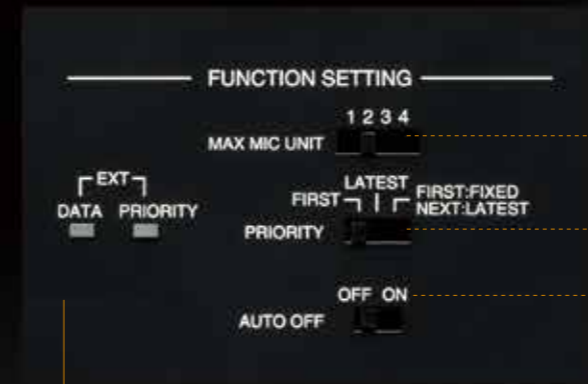 FUNCTION SETTING
1 2 3 4
MAX MIC UNIT
EXT
DATA PRIORITY
LATEST
FIRST
FIRST:FIXED
NEXT:LATEST
PRIORITY
OFF ON
AUTO OFF